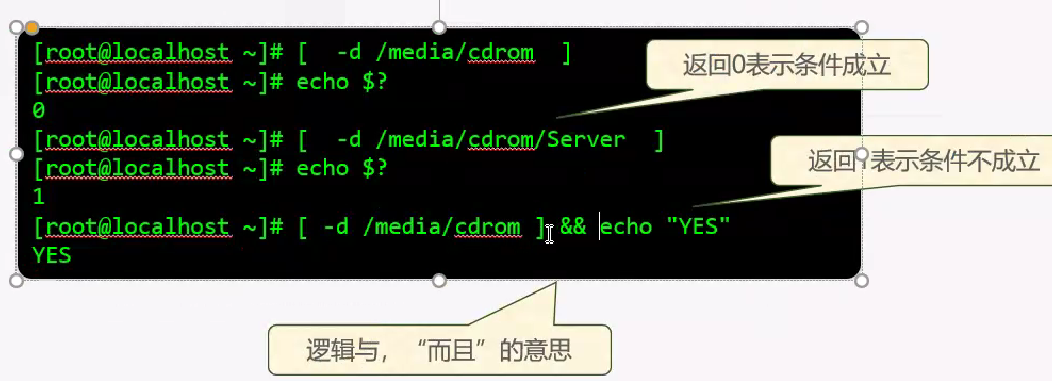 [root@localhost ~]# [  -d /media/cdrom  ]
返回0表示条件成立
[root@localhost ~]# echo $?
0
[root@localhost ~]# [  -d /media/cdrom/Server  ]
[root@localhost ~]# echo $?
返回1表示条件不成立
1
[root@localhost ~]# [ -d /media/cdrom ] && echo "YES"
YES
逻辑与，“而且”的意思